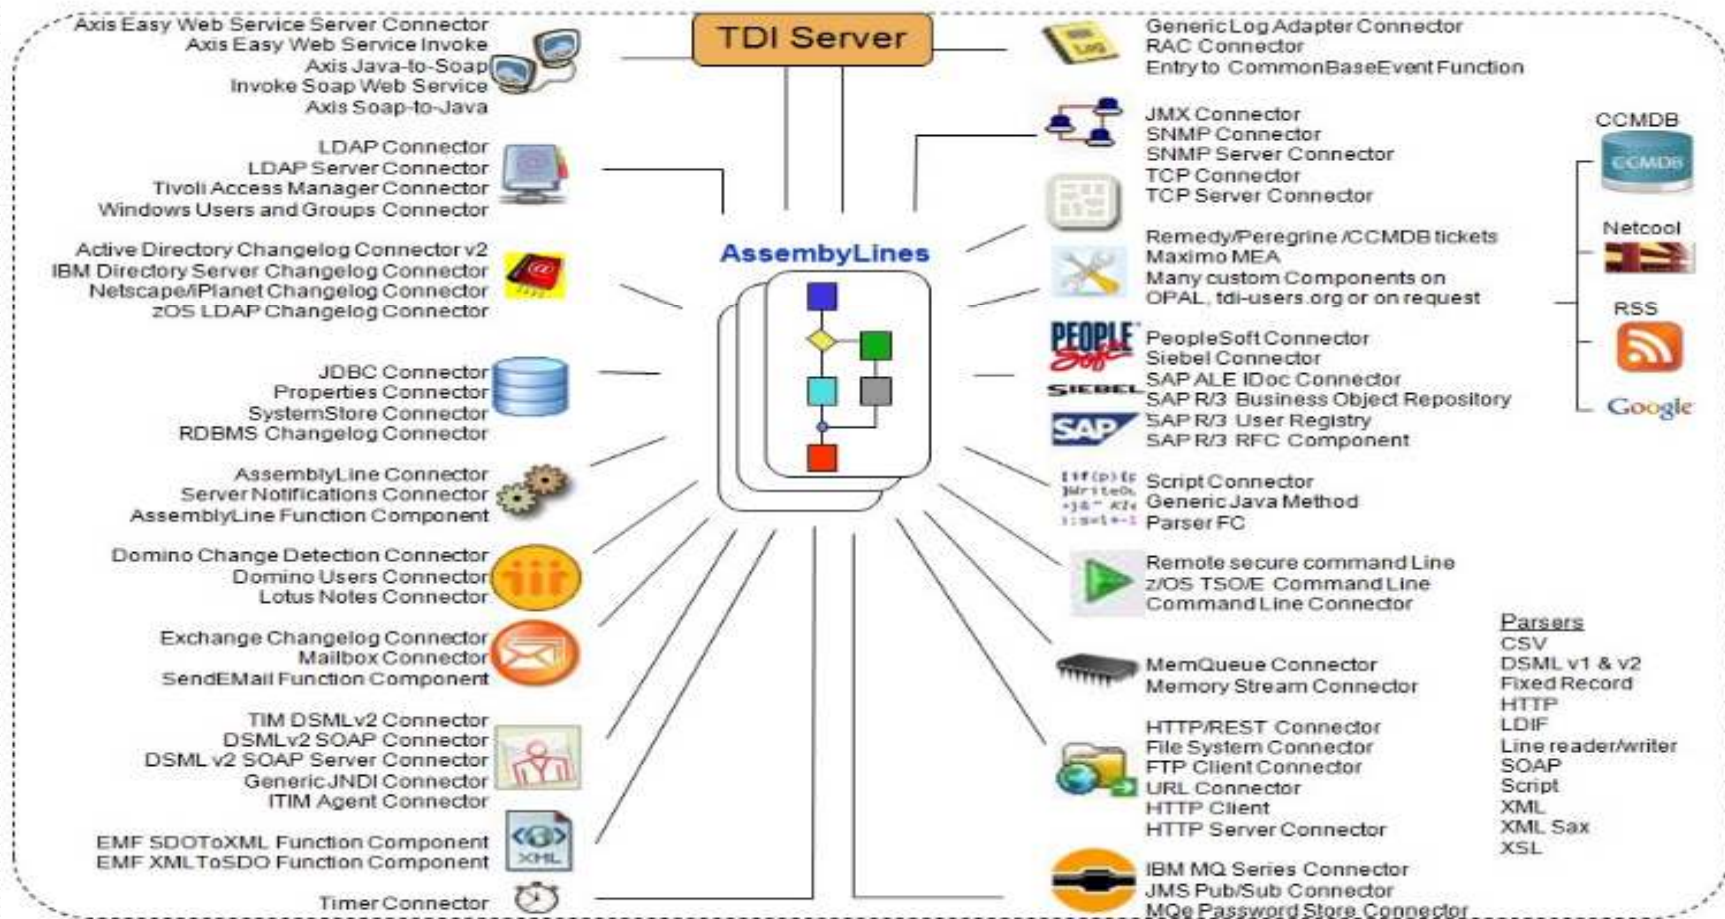 TDI Server
Axis Easy Web Service Server Connector
Axis Easy Web Service Invoke
Axis Java-to-Soap
Invoke Soap Web Service
Axis Soap-to-Java
LDAP Connector
LDAP Server Connector
Tivoli Access Manager Connector
Windows Users and Groups Connector
Active Directory Changelog Connector v2
IBM Directory Server Changelog Connector
Netscape/iPlanet Changelog Connector
zOS LDAP Changelog Connector
JDBC Connector
Properties Connector
SystemStore Connector
RDBMS Changelog Connector
AssemblyLine Connector
Server Notifications Connector
AssemblyLine Function Component
Domino Change Detection Connector
Domino Users Connector
Lotus Notes Connector
Exchange Changelog Connector
Mailbox Connector
SendEMail Function Component
TIM DSMLv2 Connector
DSMLv2 SOAP Connector
DSML v2 SOAP Server Connector
Generic JNDI Connector
ITIM Agent Connector
EMF SDOToXML Function Component
EMF XMLToSDO Function Component
XML
Timer Connector
AssembyLines
Log
Generic Log Adapter Connector
RAC Connector
Entry to CommonBaseEvent Function
JMX Connector
SNMP Connector
SNMP Server Connector
TCP Connector
TCP Server Connector
Remedy/Peregrine/CCMDB tickets
Maximo MEA
Many custom Components on
OPAL, tdi-users.org or on request
PEOPLE
Soft
SIEBEL
SAP
PeopleSoft Connector
Siebel Connector
SAP ALE IDoc Connector
SAP R/3 Business Object Repository
SAP R/3 User Registry
SAP R/3 RFC Component
Script Connector
Generic Java Method
Parser FC
Remote secure command Line
z/OS TSO/E Command Line
Command Line Connector
MemQueue Connector
Memory Stream Connector
HTTP/REST Connector
File System Connector
FTP Client Connector
URL Connector
HTTP Client
HTTP Server Connector
IBM MQ Series Connector
JMS Pub/Sub Connector
MQe Password Store Connector
CCMDB
CCMDB
Netcool
RSS
Google
Parsers
CSV
DSML v1 & v2
Fixed Record
HTTP
LDIF
Line reader/writer
SOAP
Script
XML
XML Sax
XSL